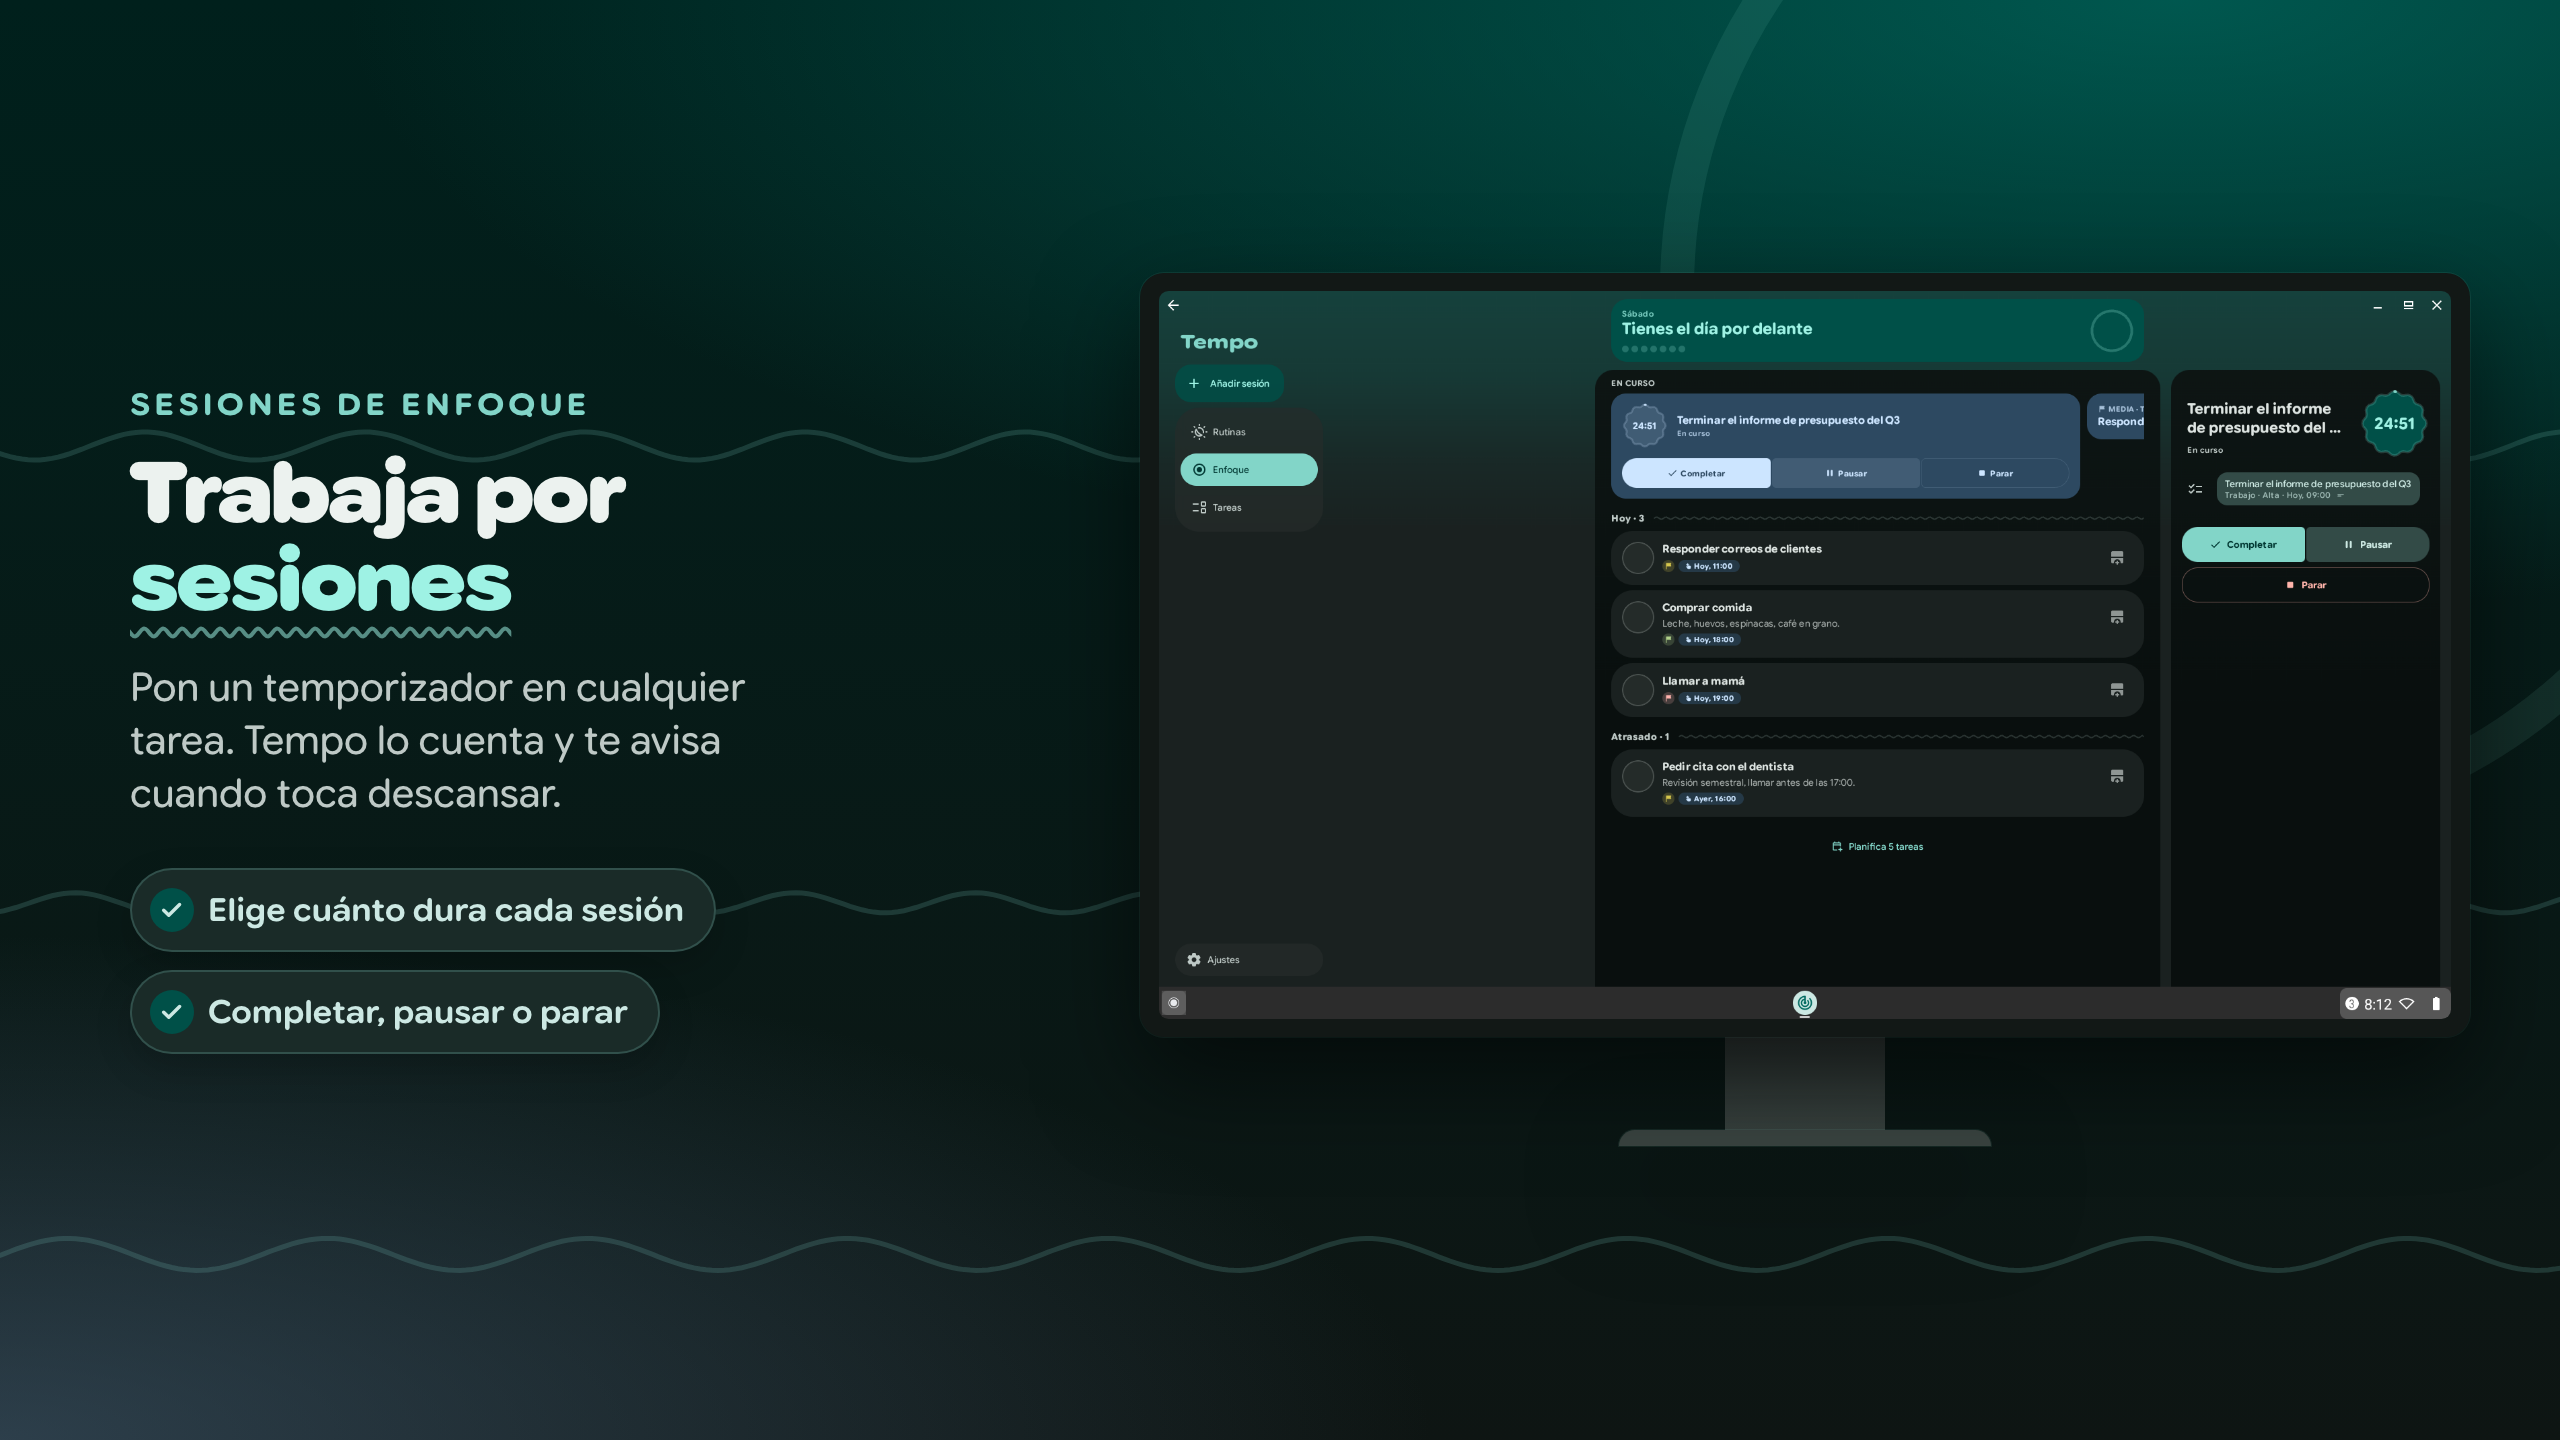 SESIONES DE ENFOQUE
Trabaja por
sesiones
Pon un temporizador en cualquier
tarea. Tempo lo cuenta y te avisa
cuando toca descansar.
Elige cuánto dura cada sesión
Completar, pausar o parar
Tempo
Añadir sesión
Rutinas
Enfoque
Tareas
Ajustes
Sábado
Tienes el día por delante
EN CURSO
24:51
Terminar el informe de presupuesto del Q3
En curso
Completar
Pausar
Parar
MEDIA · T
Respond
Hoy · 3
Responder correos de clientes
Hoy, 11:00
Comprar comida
Leche, huevos, espinacas, café en grano.
Hoy, 18:00
Llamar a mamá
Hoy, 19:00
Atrasado · 1
Pedir cita con el dentista
Revisión semestral, llamar antes de las 17:00.
Ayer, 16:00
Planifica 5 tareas
Terminar el informe
de presupuesto del ...
24:51
En curso
Terminar el informe de presupuesto del Q3
Trabajo · Alta · Hoy, 09:00
Completar
Pausar
Parar
3 8:12